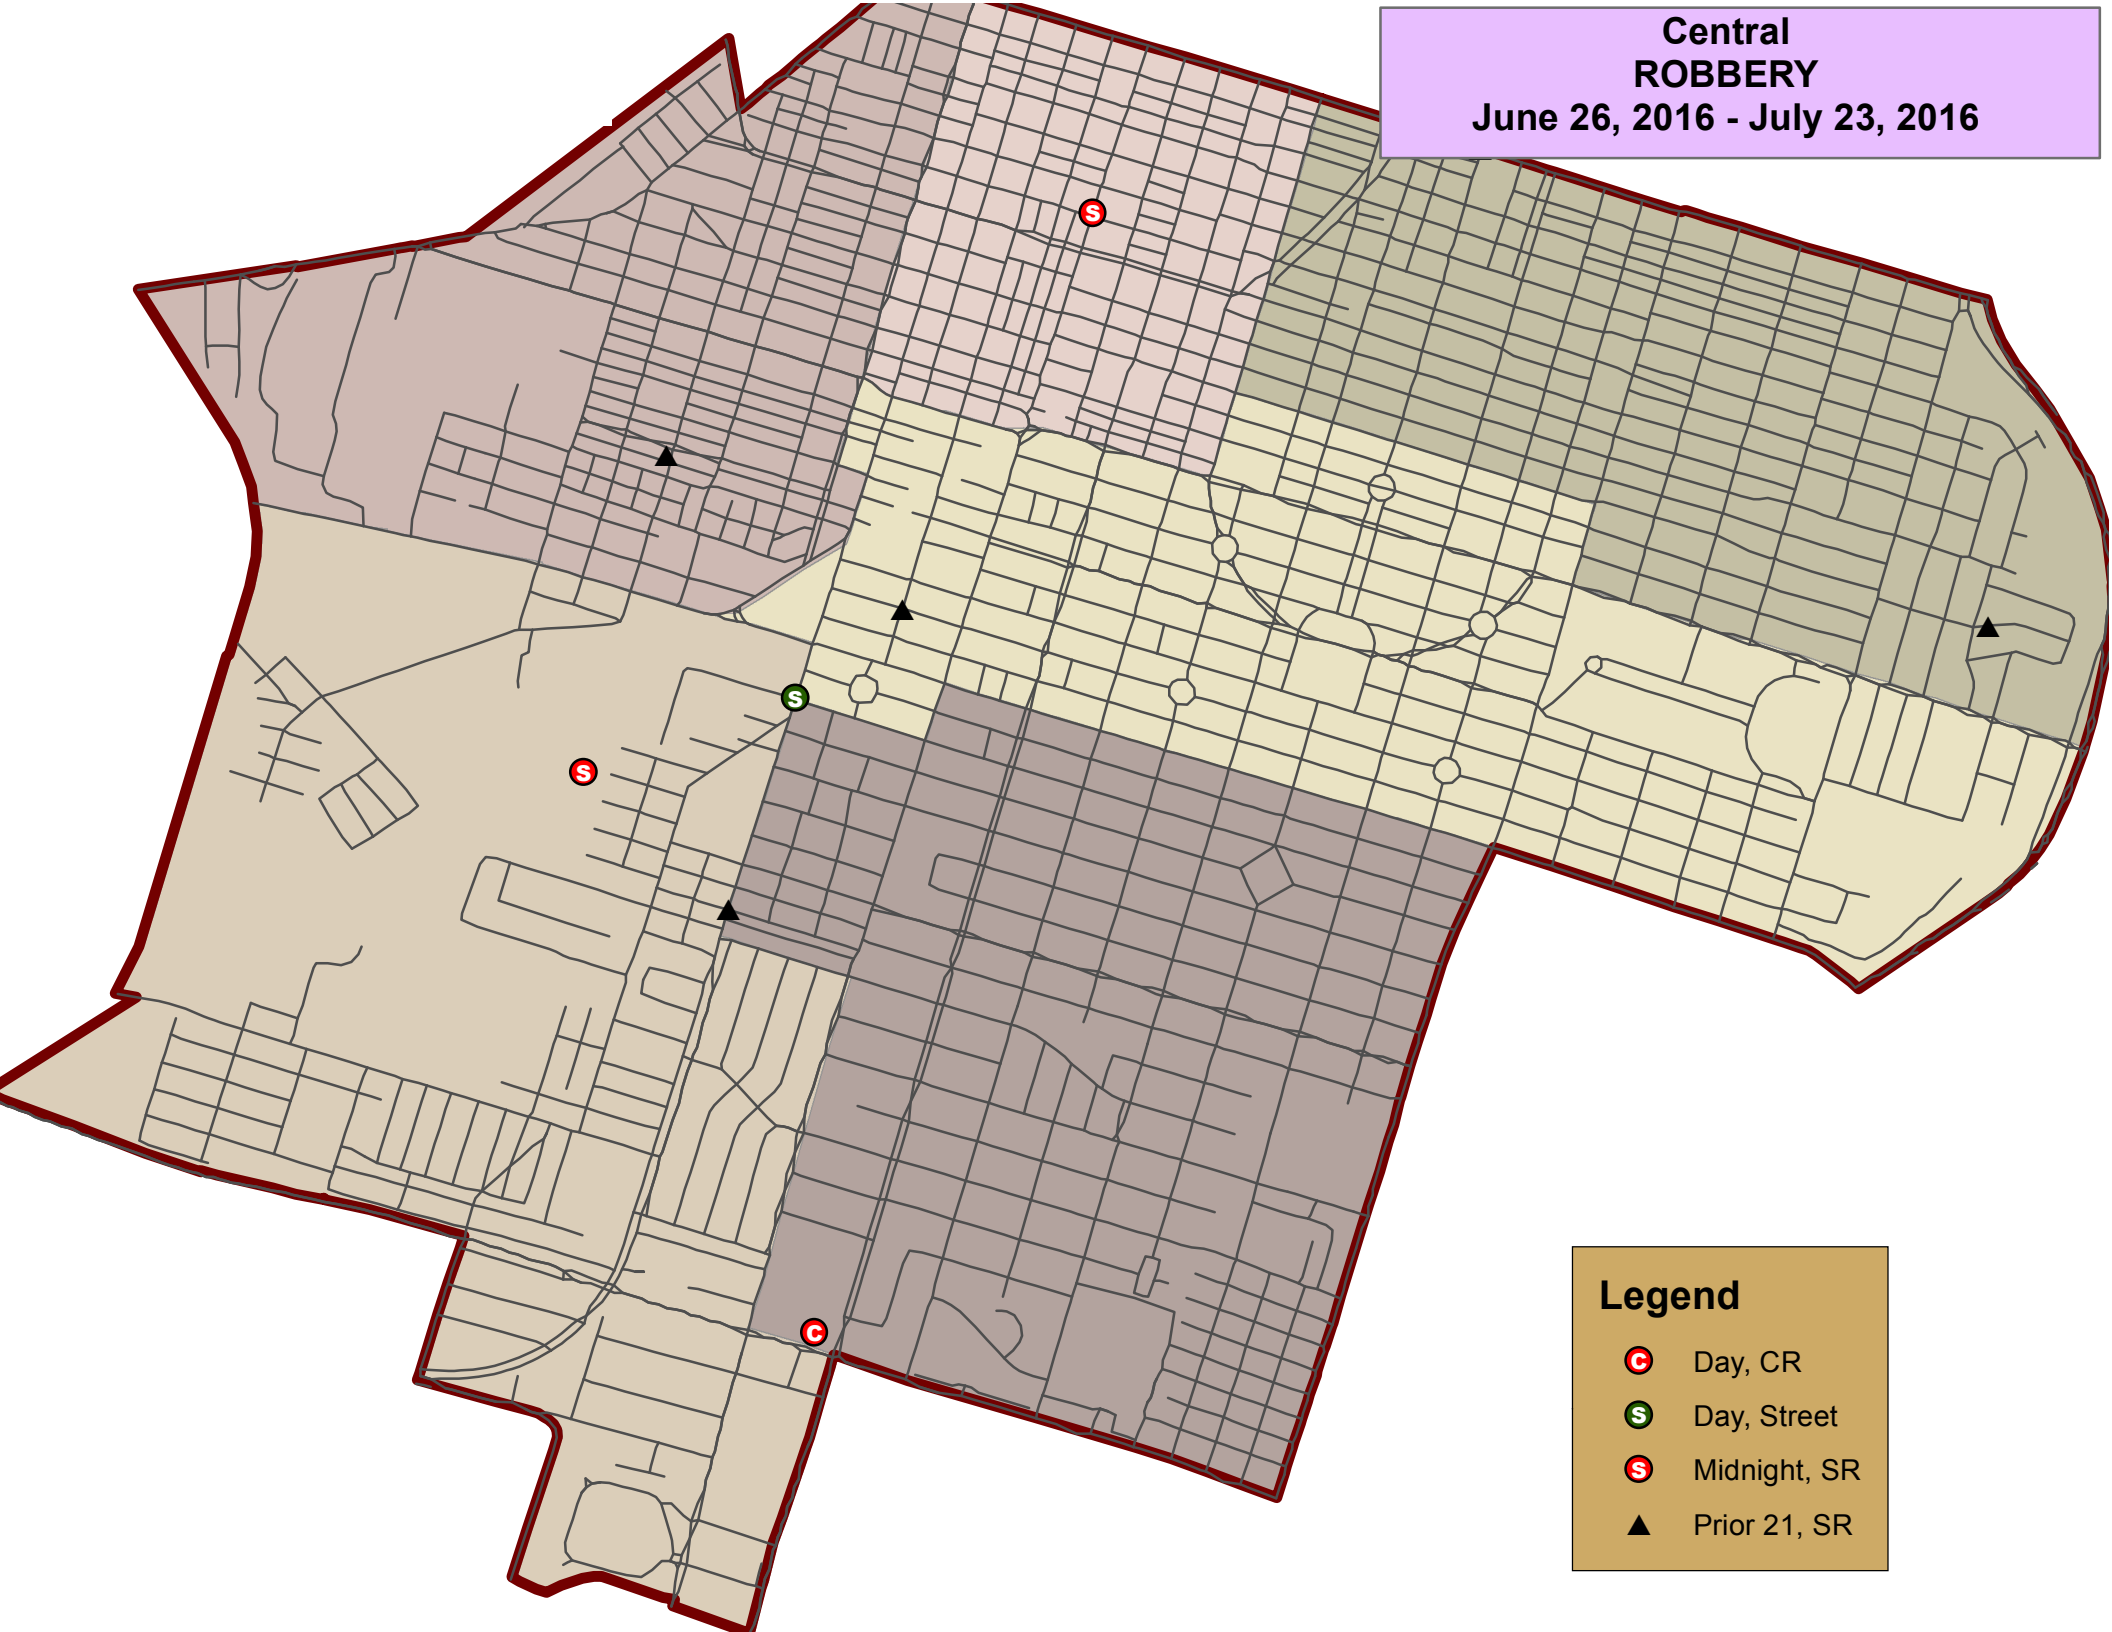 Central
ROBBERY
June 26, 2016 - July 23, 2016
S
S
S
C
Legend
C Day, CR
S Day, Street
S Midnight, SR
Prior 21, SR